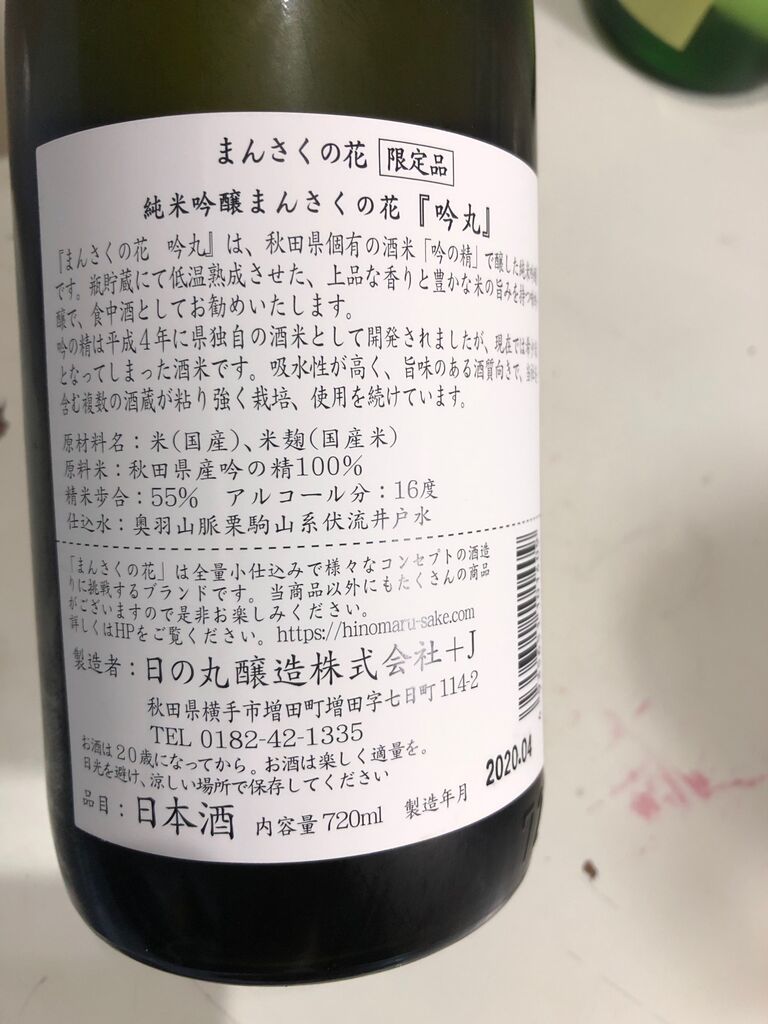 まんさくの花 限定品
純米吟醸まんさくの花『吟丸』
『まんさくの花 吟丸』は、秋田県個有の酒米「吟の精」で醸した純米吟
です。瓶貯蔵にて低温熟成させた、上品な香りと豊かな米の旨みを持つ
醸で、食中酒としてお勧めいたします。
吟の精は平成4年に県独自の酒米として開発されましたが、現在では
となってしまった酒米です。吸水性が高く、旨味のある酒質向きで、
含む複数の酒蔵が粘り強く栽培、使用を続けています。
原材料名：米(国産)、米麹(国産米)
原料米：秋田県産吟の精100%
精米歩合：55% アルコール分：16度
仕込水：奥羽山脈栗駒山系伏流井戸水
「まんさくの花」は全量小仕込みで様々なコンセプトの酒造
りに挑戦するブランドです。当商品以外にもたくさんの商品
がございますので是非お楽しみください。
詳しくはHPをご覧ください。https://hinomaru-sake.com
製造者：日の丸醸造株式会社+J
秋田県横手市増田町増田字七日町114-2
TEL 0182-42-1335
お酒は20歳になってから。お酒は楽しく適量を。
日光を避け、涼しい場所で保存してください
品目：日本酒 内容量720ml 製造年月 2020.04